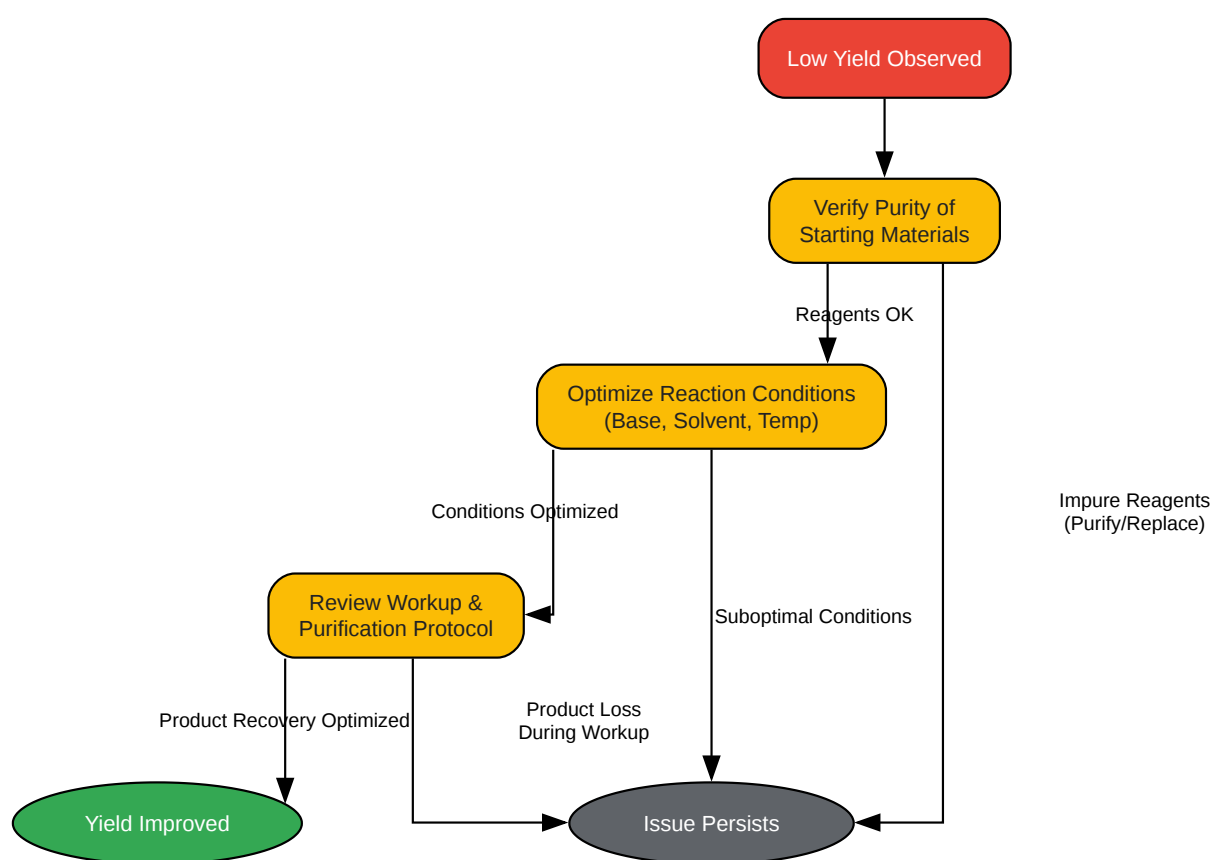 Low Yield Observed
Verify Purity of
Starting Materials
Reagents OK
Optimize Reaction Conditions
(Base, Solvent, Temp)
Conditions Optimized
Impure Reagents
(Purify/Replace)
Review Workup &
Purification Protocol
Suboptimal Conditions
Product Recovery Optimized
Product Loss
During Workup
Yield Improved
Issue Persists